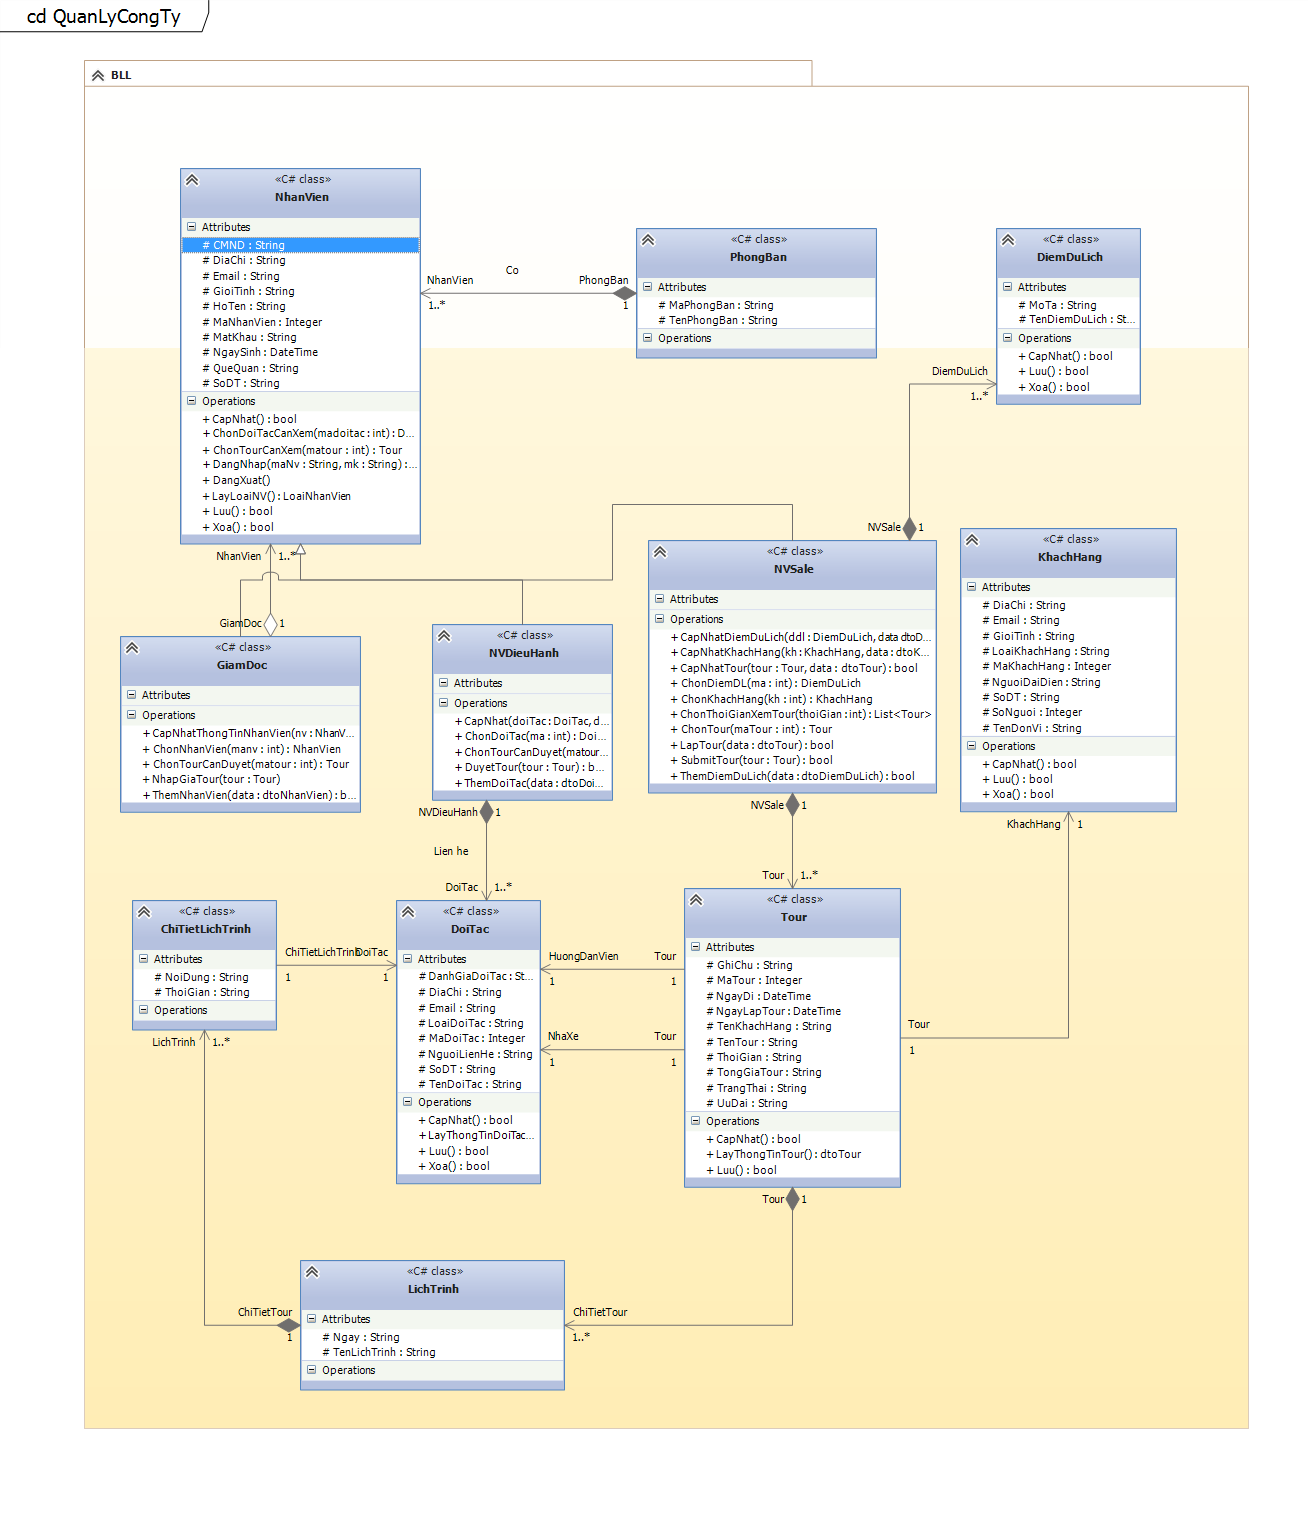 cd QuanLyCongTy
BLL
«C# class»
NhanVien
Attributes
# CMND : String
# DiaChi : String
# Email : String
# GioiTinh : String
# HoTen : String
# MaNhanVien : Integer
# MatKhau : String
# NgaySinh : DateTime
# QueQuan : String
# SoDT : String
Operations
+ CapNhat() : bool
+ ChonDoiTacCanXem(madoitac : int) : D...
+ ChonTourCanXem(matour : int) : Tour
+ DangNhap(maNv : String, mk : String) : ...
+ DangXuat()
+ LayLoaiNV() : LoaiNhanVien
+ Luu() : bool
+ Xoa() : bool
NhanVien
1..*
Co
PhongBan
1
«C# class»
PhongBan
Attributes
# MaPhongBan : String
# TenPhongBan : String
Operations
«C# class»
DiemDuLich
Attributes
# MoTa : String
# TenDiemDuLich : St...
Operations
+ CapNhat() : bool
+ Luu() : bool
+ Xoa() : bool
DiemDuLich
1..*
NVSale
1
NhanVien
1..*
GiamDoc
1
«C# class»
GiamDoc
Attributes
Operations
+ CapNhatThongTinNhanVien(nv : NhanV...
+ ChonNhanVien(manv : int) : NhanVien
+ ChonTourCanDuyet(matour : int) : Tour
+ NhapGiaTour(tour : Tour)
+ ThemNhanVien(data : dtoNhanVien) : b...
«C# class»
NVDieuHanh
Attributes
Operations
+ CapNhat(doiTac : DoiTac, d...
+ ChonDoiTac(ma : int) : Doi...
+ ChonTourCanDuyet(matour...
+ DuyetTour(tour : Tour) : b...
+ ThemDoiTac(data : dtoDoi...
«C# class»
NVSale
Attributes
Operations
+ CapNhatDiemDuLich(ddl : DiemDuLich, data dtoD...
+ CapNhatKhachHang(kh : KhachHang, data : dtoK...
+ CapNhatTour(tour : Tour, data : dtoTour) : bool
+ ChonDiemDL(ma : int) : DiemDuLich
+ ChonKhachHang(kh : int) : KhachHang
+ ChonThoiGianXemTour(thoiGian : int) : List<Tour>
+ ChonTour(maTour : int) : Tour
+ LapTour(data : dtoTour) : bool
+ SubmitTour(tour : Tour) : bool
+ ThemDiemDuLich(data : dtoDiemDuLich) : bool
«C# class»
KhachHang
Attributes
# DiaChi : String
# Email : String
# GioiTinh : String
# LoaiKhachHang : String
# MaKhachHang : Integer
# NguoiDaiDien : String
# SoDT : String
# SoNguoi : Integer
# TenDonVi : String
Operations
+ CapNhat() : bool
+ Luu() : bool
+ Xoa() : bool
NVDieuHanh
1
Lien he
DoiTac
1..*
NVSale
1
Tour
1..*
KhachHang
1
«C# class»
ChiTietLichTrinh
Attributes
# NoiDung : String
# ThoiGian : String
Operations
ChiTietLichTrinh
DoiTac
1
1
«C# class»
DoiTac
Attributes
# DanhGiaDoiTac : St...
# DiaChi : String
# Email : String
# LoaiDoiTac : String
# MaDoiTac : Integer
# NguoiLienHe : String
# SoDT : String
# TenDoiTac : String
Operations
+ CapNhat() : bool
+ LayThongTinDoiTac...
+ Luu() : bool
+ Xoa() : bool
HuongDanVien
Tour
1
1
NhaXe
Tour
1
1
«C# class»
Tour
Attributes
# GhiChu : String
# MaTour : Integer
# NgayDi : DateTime
# NgayLapTour : DateTime
# TenKhachHang : String
# TenTour : String
# ThoiGian : String
# TongGiaTour : String
# TrangThai : String
# UuDai : String
Operations
+ CapNhat() : bool
+ LayThongTinTour() : dtoTour
+ Luu() : bool
Tour
1
LichTrinh
1..*
Tour
1
«C# class»
LichTrinh
Attributes
# Ngay : String
# TenLichTrinh : String
Operations
ChiTietTour
1
ChiTietTour
1..*